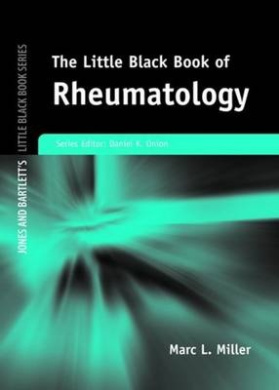 The Little Black Book of
Rheumatology
Series Editor: Daniel K. Onion
JONES AND BARTLETT'S LITTLE BLACK BOOK SERIES
Marc L. Miller